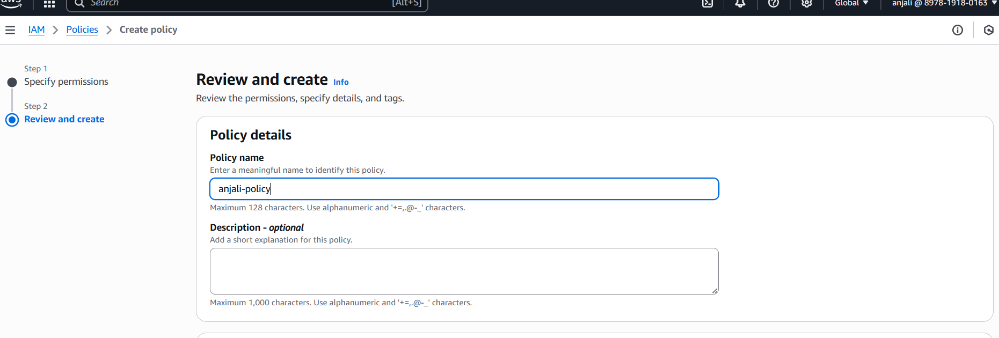 aws
Search [Alt+S] Global anjali @ 8978-1918-0163
IAM Policies Create policy
Step 1
Specify permissions
Step 2
Review and create
Review and create Info
Review the permissions, specify details, and tags.
Policy details
Policy name
Enter a meaningful name to identify this policy.
anjali-policy
Maximum 128 characters. Use alphanumeric and '+=,.@-_' characters.
Description - optional
Add a short explanation for this policy.
Maximum 1,000 characters. Use alphanumeric and '+=,.@-_' characters.